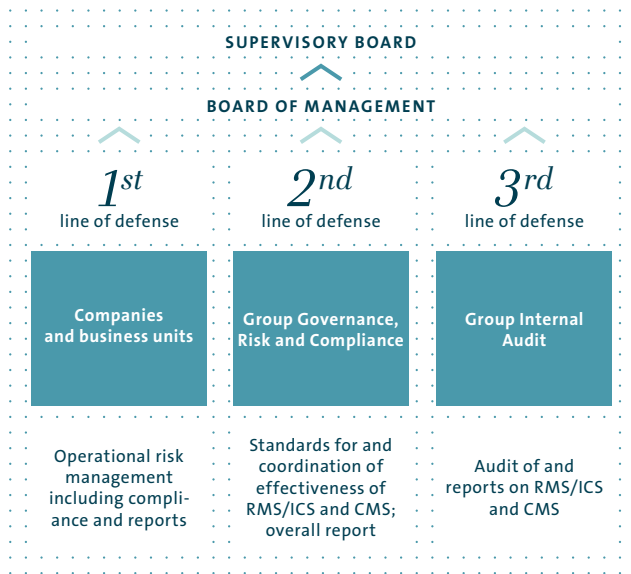 SUPERVISORY BOARD
BOARD OF MANAGEMENT
1st
line of defense
2nd
line of defense
3rd
line of defense
Companies
and business units
Group Governance,
Risk and Compliance
Group Internal
Audit
Operational risk
management
including compli-
ance and reports
Standards for and
coordination of
effectiveness of
RMS/ICS and CMS;
overall report
Audit of and
reports on RMS/ICS
and CMS